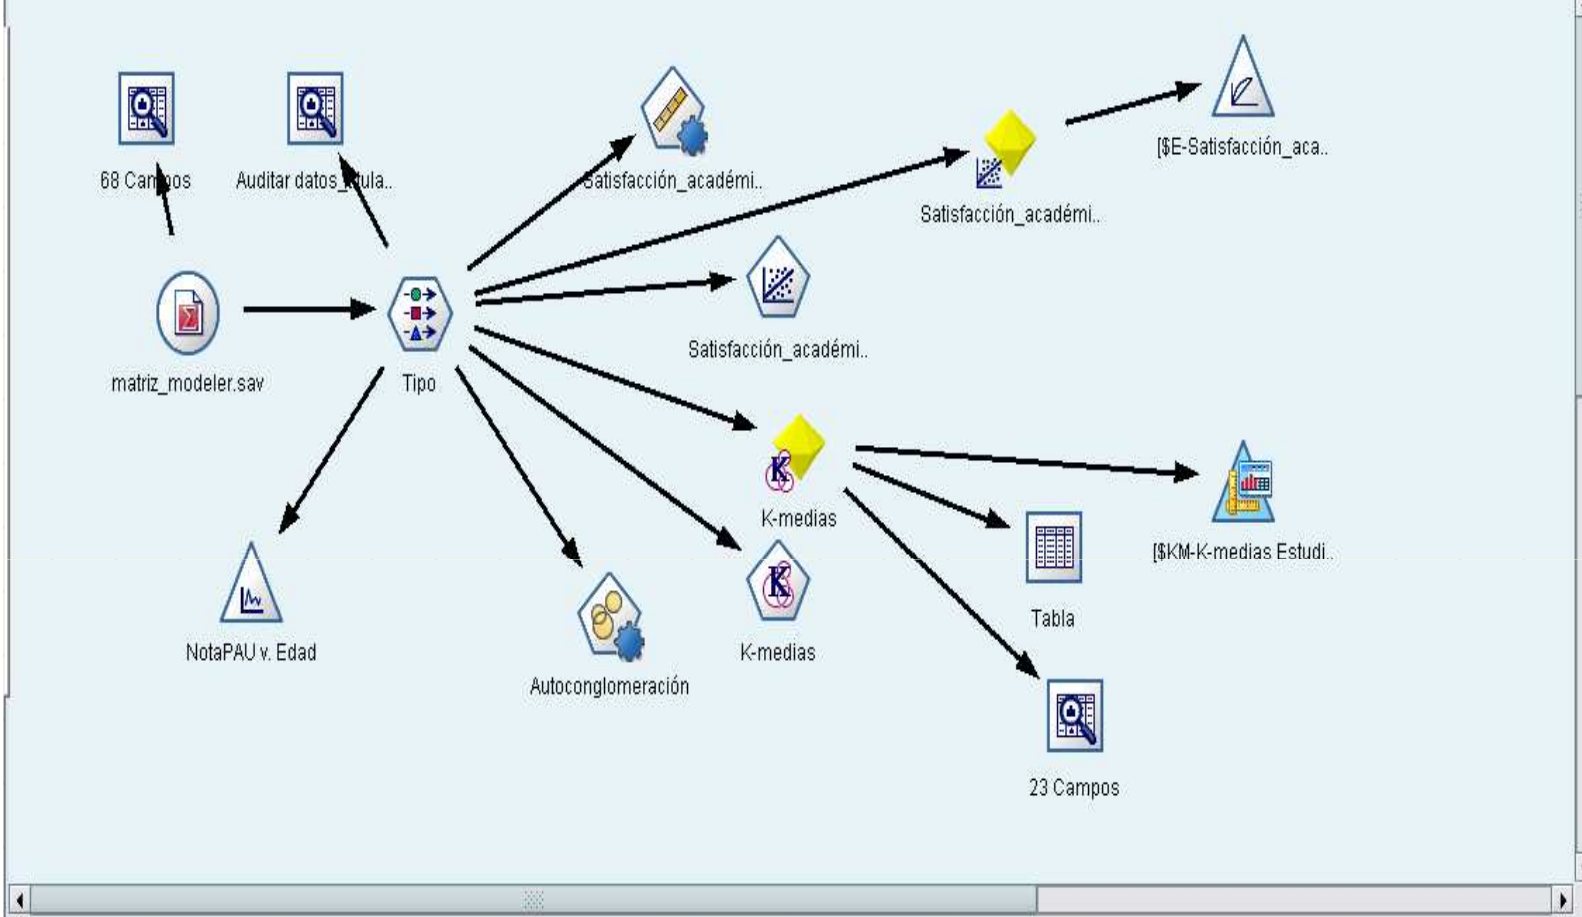 68 Campos
Auditar datos_titula..
Satisfacción_académi..
[$E-Satisfacción_aca..
Satisfacción_académi..
Satisfacción_académi..
matriz_modeler.sav
Tipo
K-medias
[$KM-K-medias Estudi..
Tabla
NotaPAU v. Edad
K-medias
Autoconglomeración
23 Campos